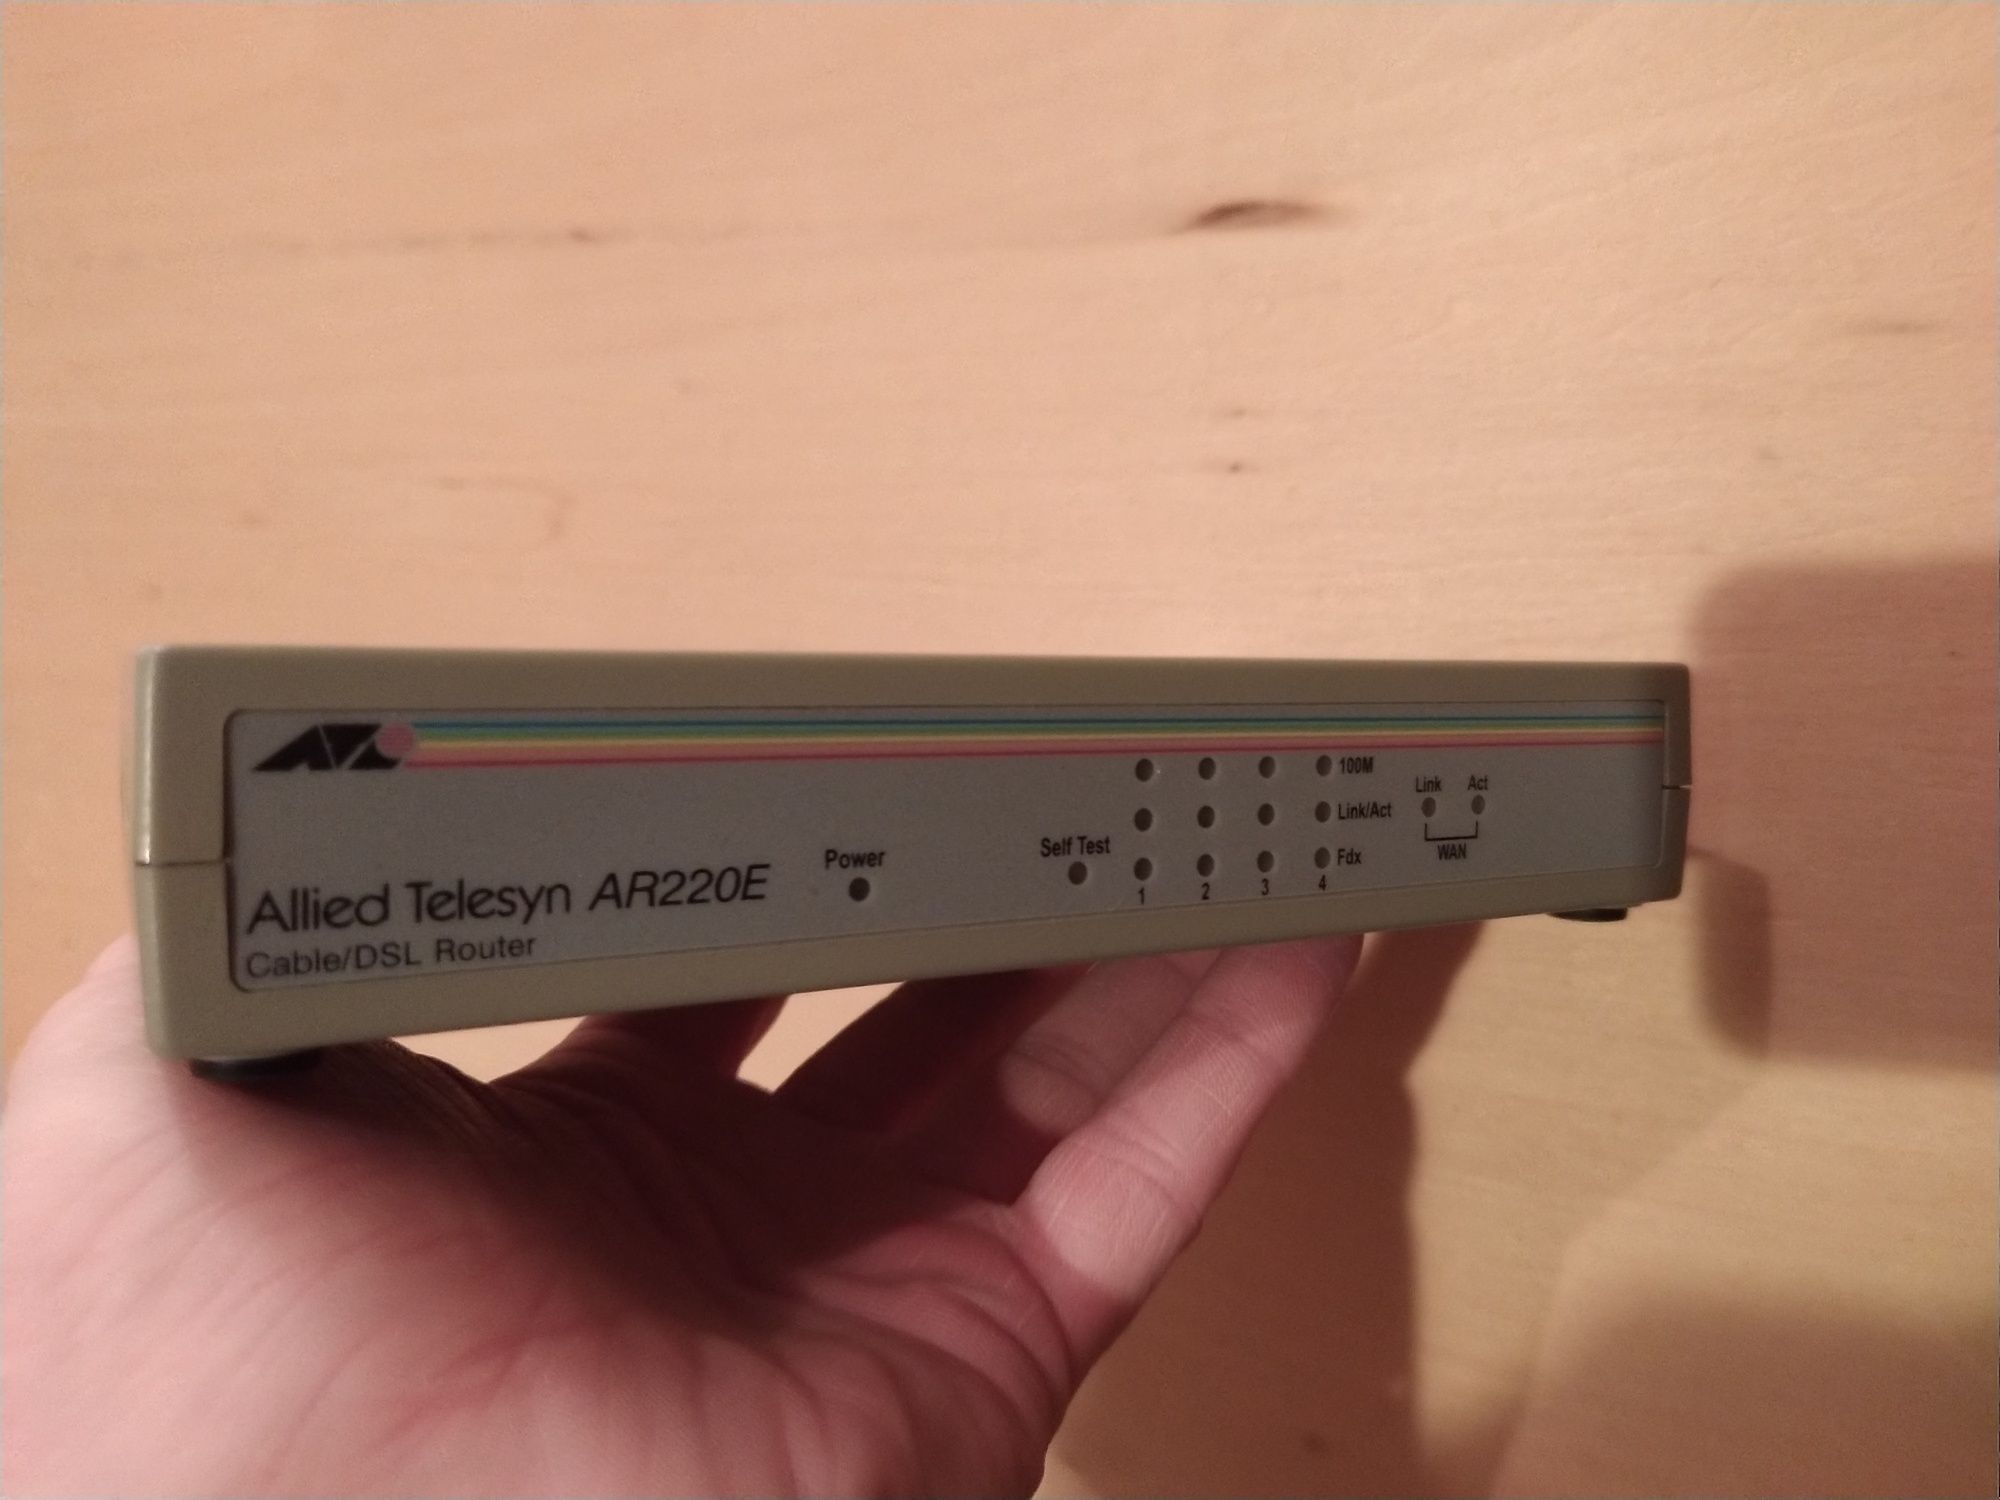 Allied Telesyn AR220E
Cable/DSL Router
Power
Self Test
100M
Link/Act
Fdx
1 2 3 4
Link Act
WAN